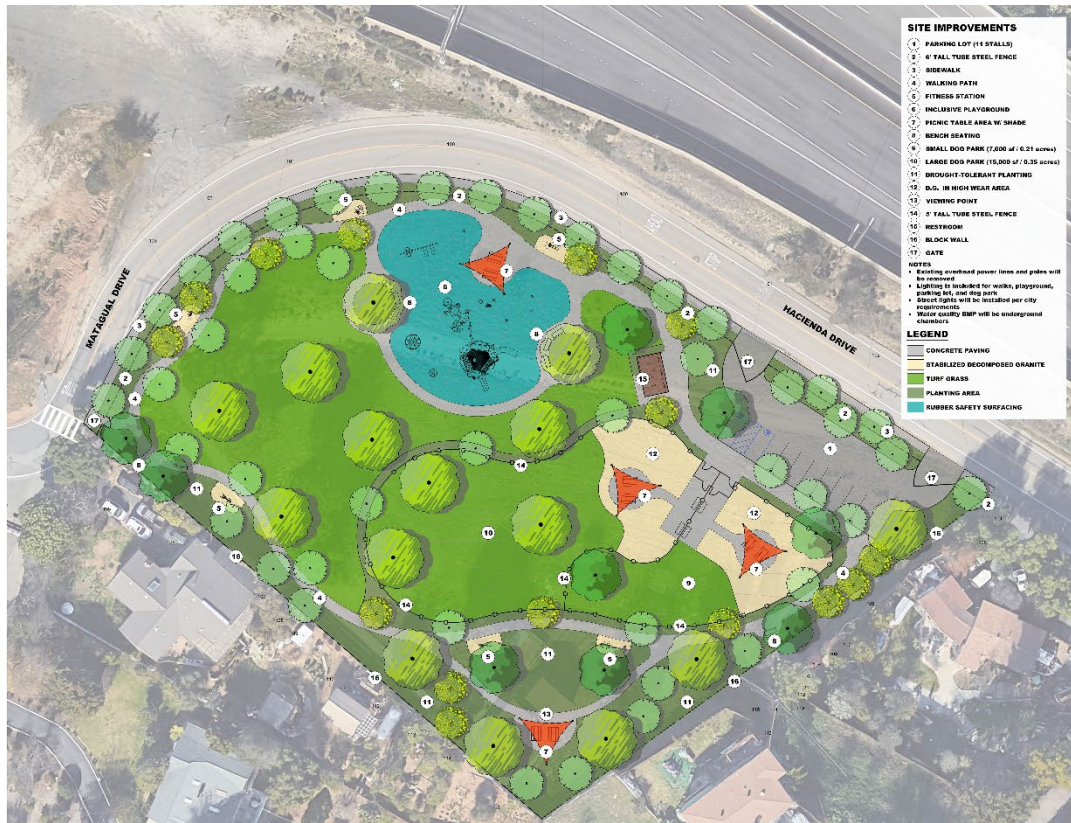 SITE IMPROVEMENTS
1 PARKING LOT (11 STALLS)
2 6' TALL TUBE STEEL FENCE
3 SIDEWALK
4 WALKING PATH
5 FITNESS STATION
6 INCLUSIVE PLAYGROUND
7 PICNIC TABLE AREA W/ SHADE
8 BENCH SEATING
9 SMALL DOG PARK (7,000 sf / 0.21 acres)
10 LARGE DOG PARK (15,000 sf / 0.35 acres)
11 DROUGHT-TOLERANT PLANTING
12 D.G. IN HIGH WEAR AREA
13 VIEWING POINT
14 5' TALL TUBE STEEL FENCE
15 RESTROOM
16 BLOCK WALL
17 GATE
NOTES
• Existing overhead power lines and poles will
be removed
• Lighting is included for walks, playground,
parking lot, and dog park
• Street lights will be installed per city
requirements
• Water quality BMP will be underground
chambers
LEGEND
CONCRETE PAVING
STABILIZED DECOMPOSED GRANITE
TURF GRASS
PLANTING AREA
RUBBER SAFETY SURFACING
MATAGUAL DRIVE
HACIENDA DRIVE